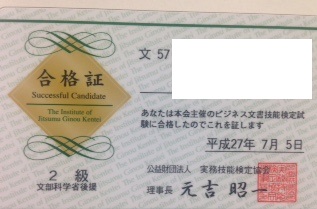 合格証
Successful Candidate
The Institute of
Jitsumu Ginou Kentei
2 級
文部科学省後援
文 57
あなたは本会主催のビジネス文書技能検定試
験に合格したのでこれを証します
平成27年 7月 5日
公益財団法人 実務技能検定協会
理事長 元吉 昭一